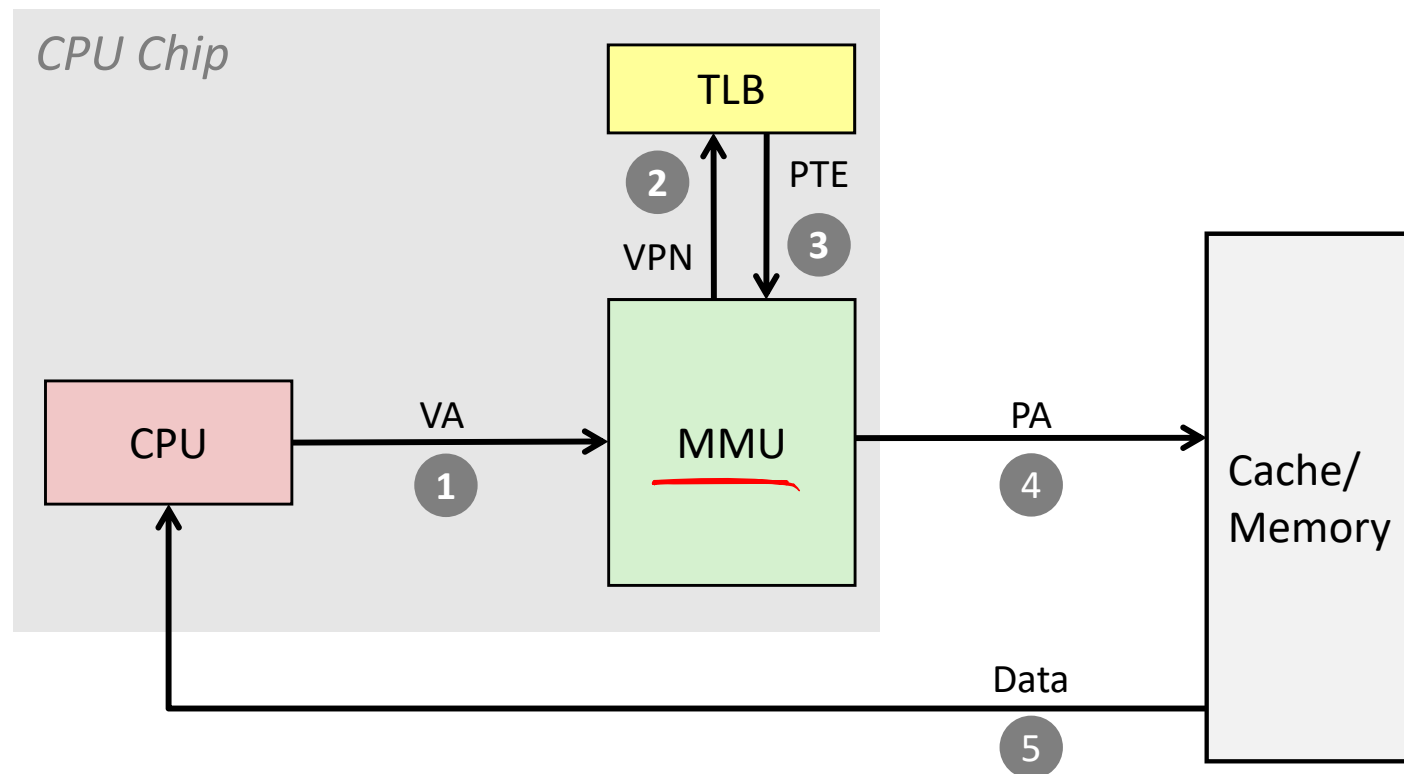 CPU Chip
TLB
2
PTE
VPN
3
CPU
VA
1
MMU
PA
4
Cache/
Memory
Data
5